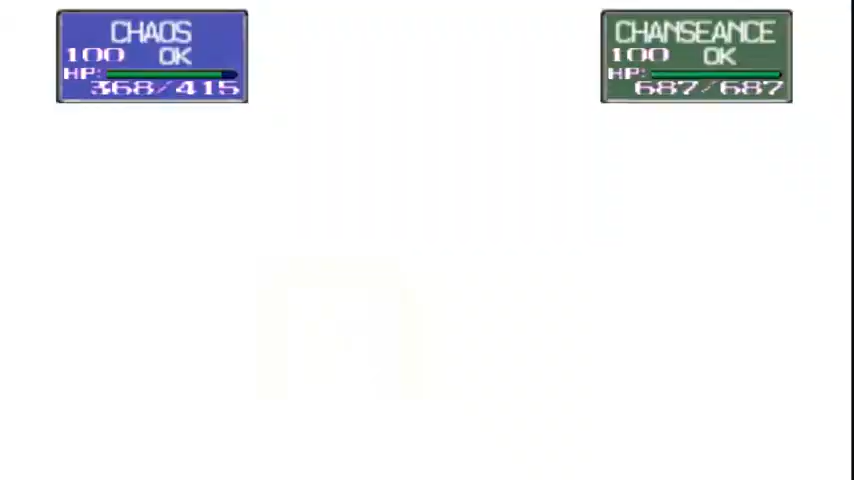 CHAOS
100 OK
HP:
368/415
CHANSEANCE
100 OK
HP:
687/687